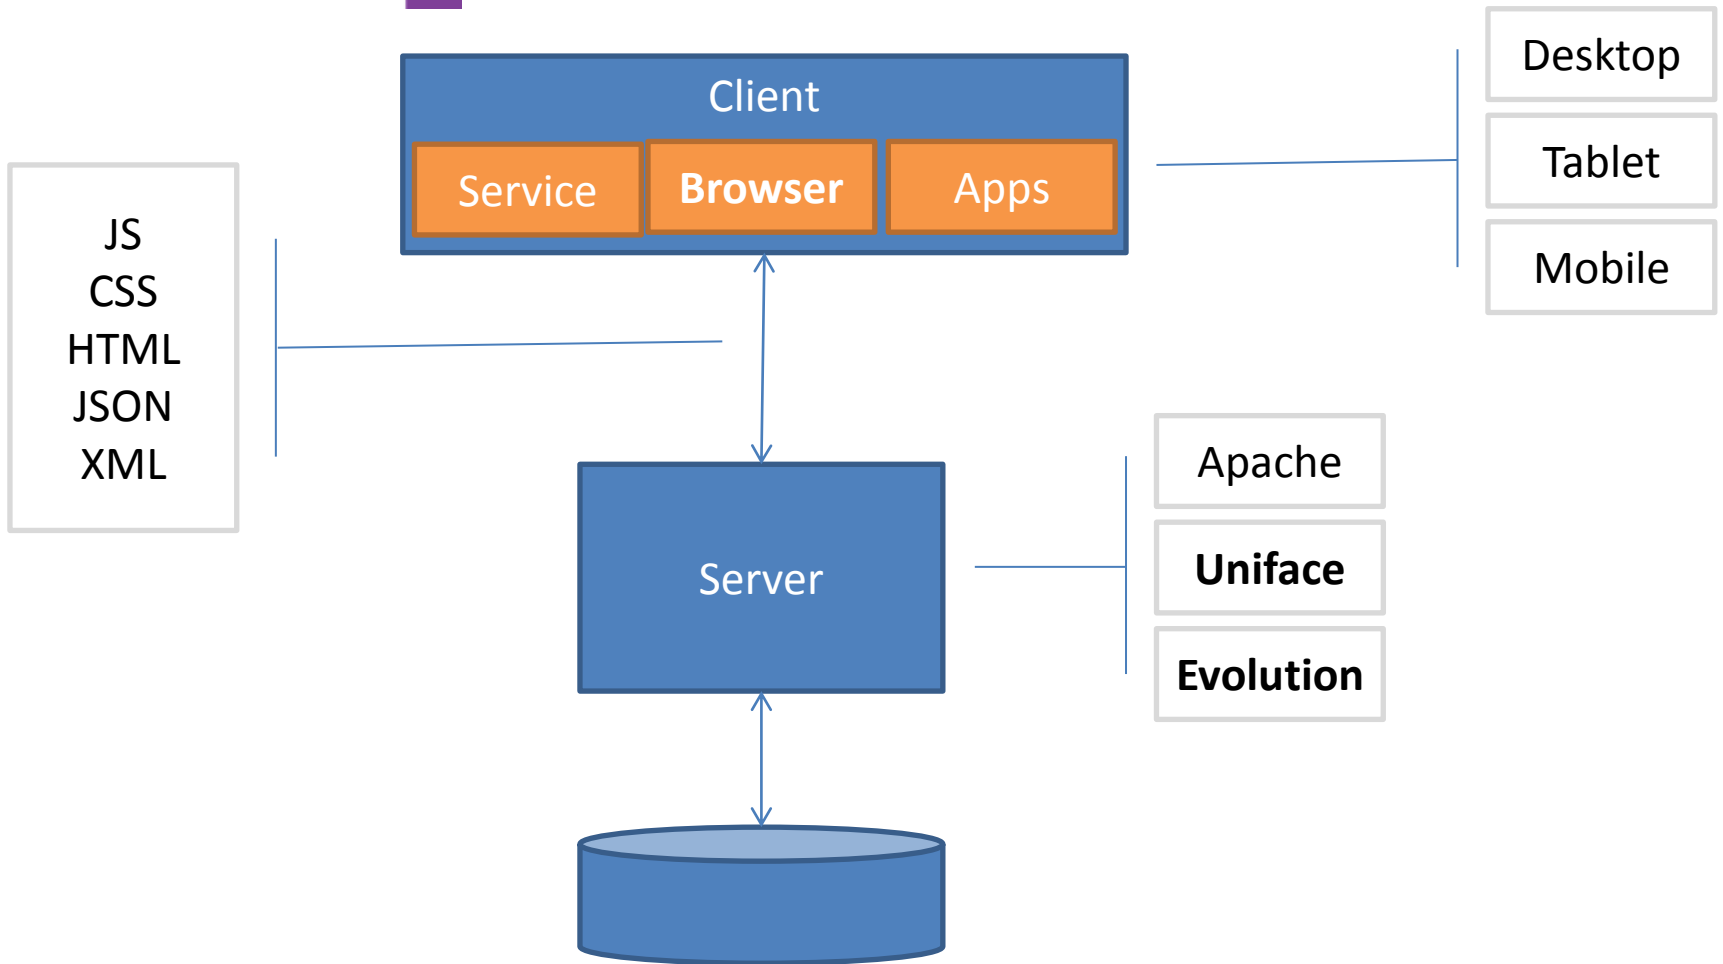 Client
Service
Browser
Apps
Desktop
Tablet
Mobile
JS
CSS
HTML
JSON
XML
Server
Apache
Uniface
Evolution